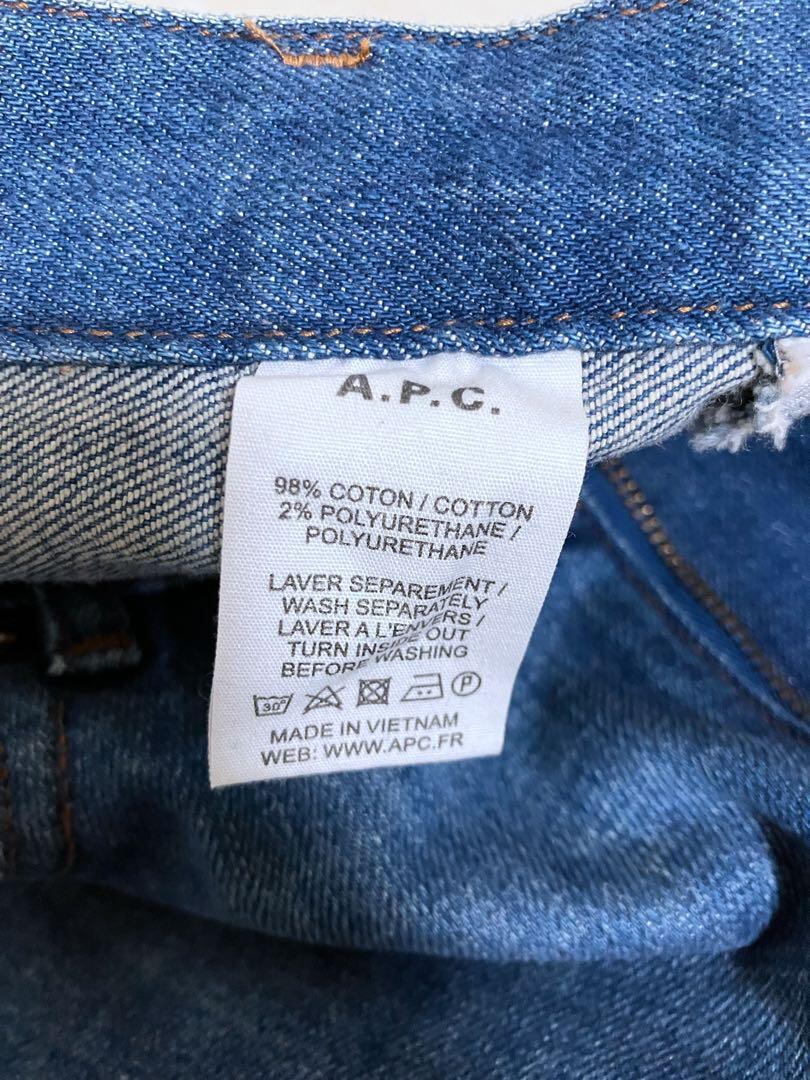 A.P.C.
98% COTON / COTTON
2% POLYURETHANE /
POLYURETHANE
LAVER SEPAREMENT /
WASH SEPARATELY
LAVER A L'ENVERS /
TURN INSIDE OUT
BEFORE WASHING
30° P
MADE IN VIETNAM
WEB: WWW.APC.FR